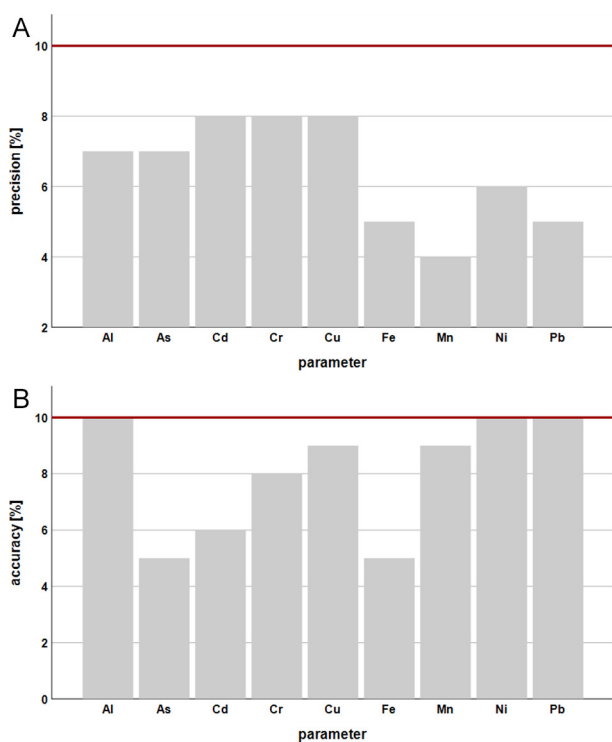 A
10
8
6
4
2
precision [%]
Al As Cd Cr Cu Fe Mn Ni Pb
parameter
B
10
8
6
4
2
0
accuracy [%]
Al As Cd Cr Cu Fe Mn Ni Pb
parameter